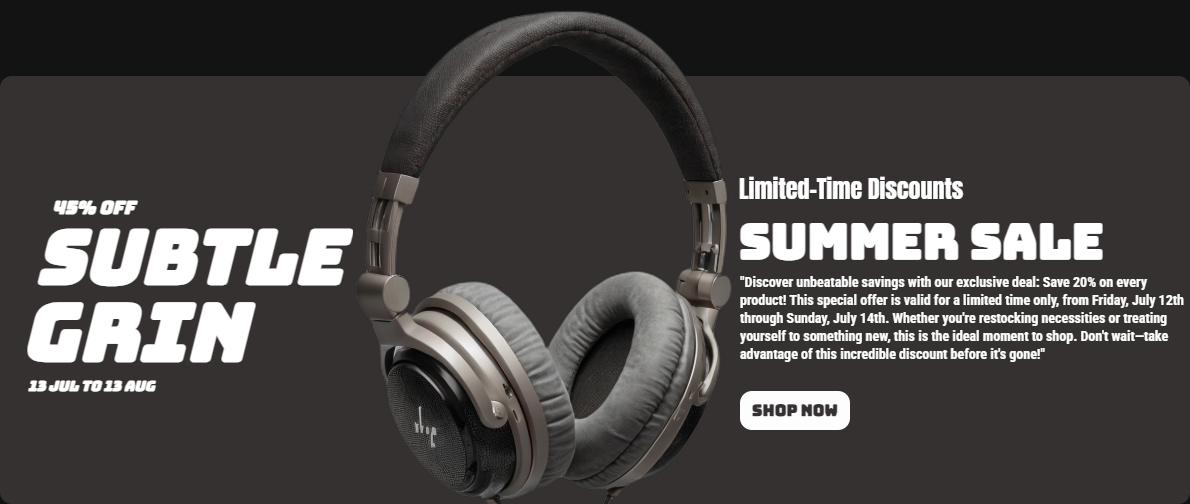 45% OFF
SUBTLE
GRIN
13 JUL TO 13 AUG
Limited-Time Discounts
SUMMER SALE
"Discover unbeatable savings with our exclusive deal: Save 20% on every
product! This special offer is valid for a limited time only, from Friday, July 12th
through Sunday, July 14th. Whether you're restocking necessities or treating
yourself to something new, this is the ideal moment to shop. Don't wait—take
advantage of this incredible discount before it's gone!"
SHOP NOW